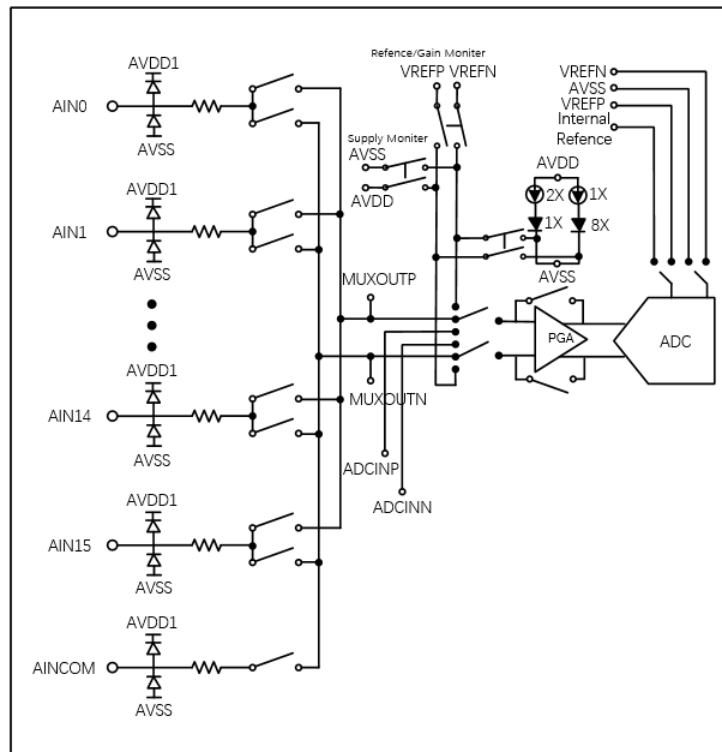 Refence/Gain Moniter
VREFP VREFN
VREFN
AVSS
VREFP
Internal
Refence
AVDD1
AIN0
AVSS
Supply Moniter
AVSS
AVDD
AVDD
2X 1X
1X 8X
AVSS
AVDD1
AIN1
AVSS
MUXOUTP
PGA
ADC
MUXOUTN
AVDD1
AIN14
AVSS
ADCINP
ADCINN
AVDD1
AIN15
AVSS
AVDD1
AINCOM
AVSS